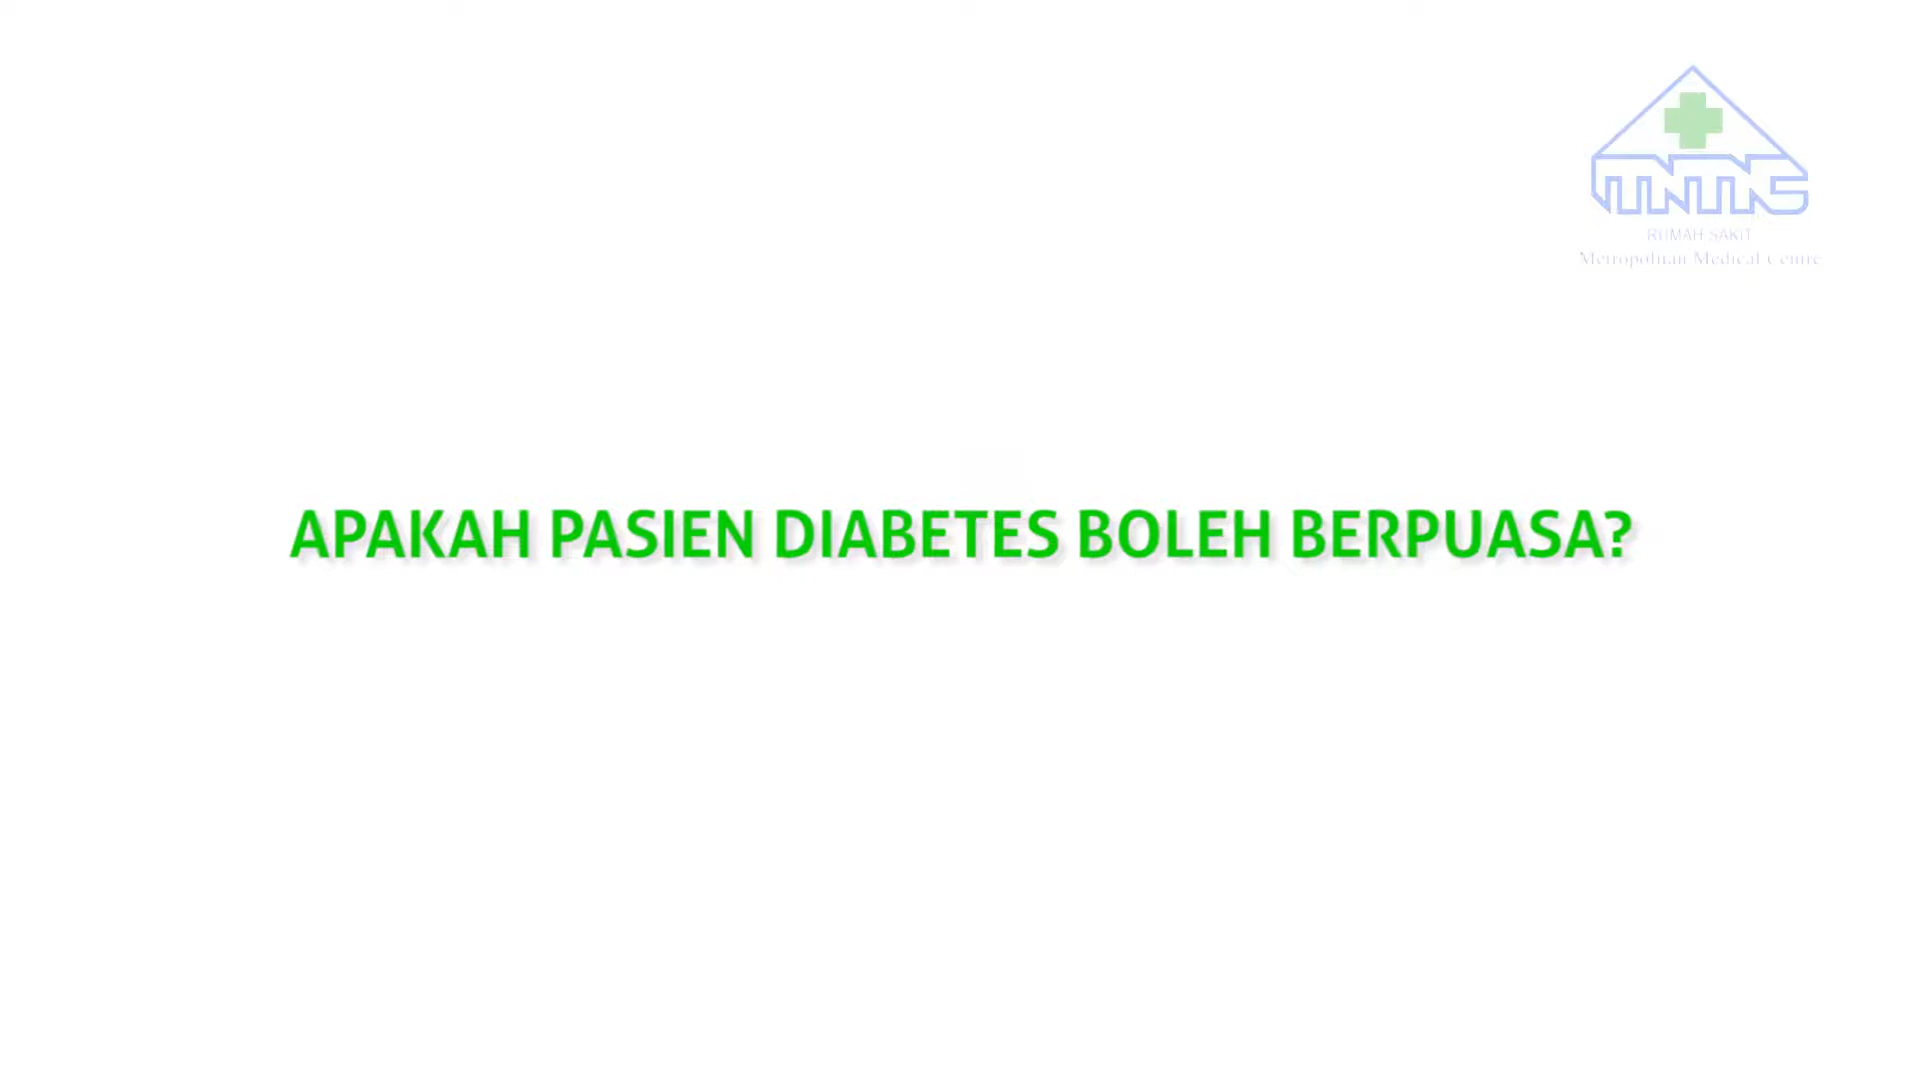 RUMAH SAKIT
Metropolitan Medical Centre
APAKAH PASIEN DIABETES BOLEH BERPUASA?